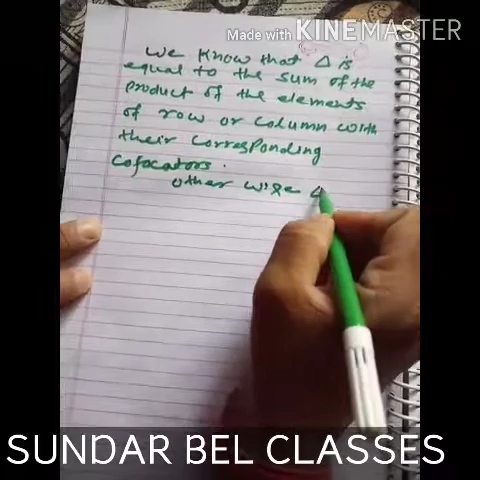 Made with KINEMASTER
We Know that Δ is
equal to the sum of the
product of the elements
of row or column with
their corresponding
cofocators.
other wise
SUNDAR BEL CLASSES